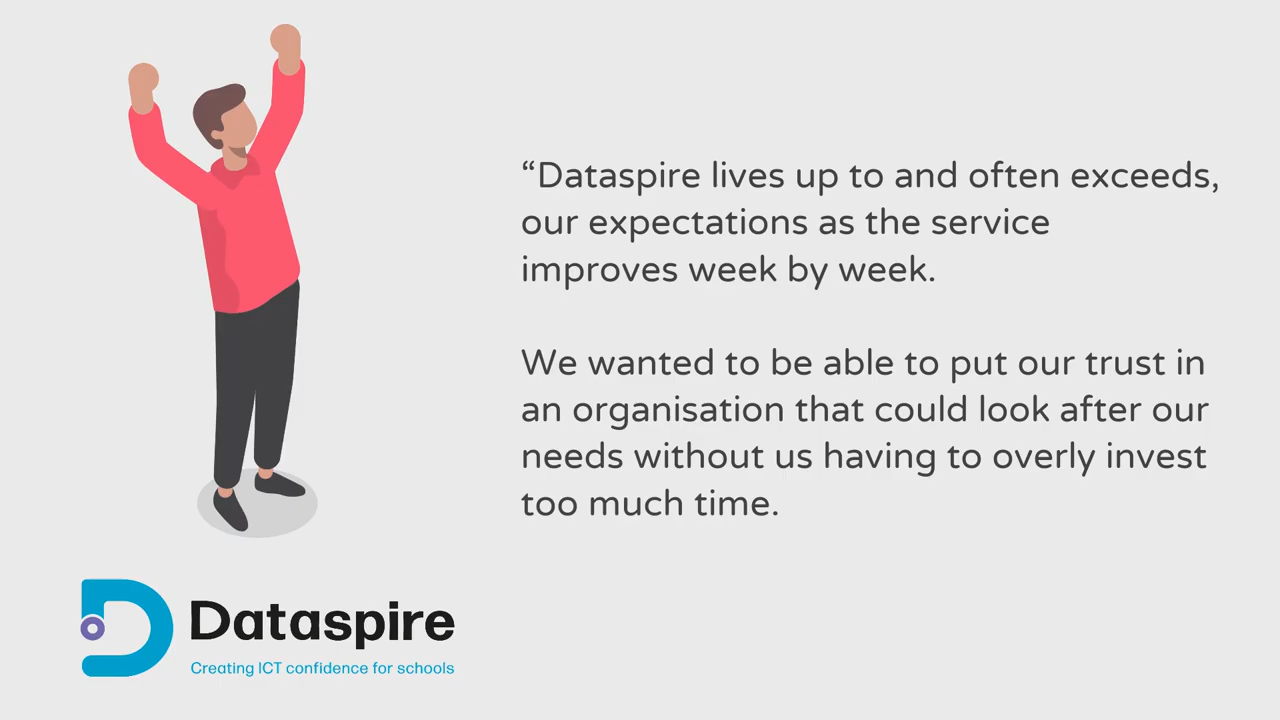 “Dataspire lives up to and often exceeds,
our expectations as the service
improves week by week.
We wanted to be able to put our trust in
an organisation that could look after our
needs without us having to overly invest
too much time.
Dataspire
Creating ICT confidence for schools